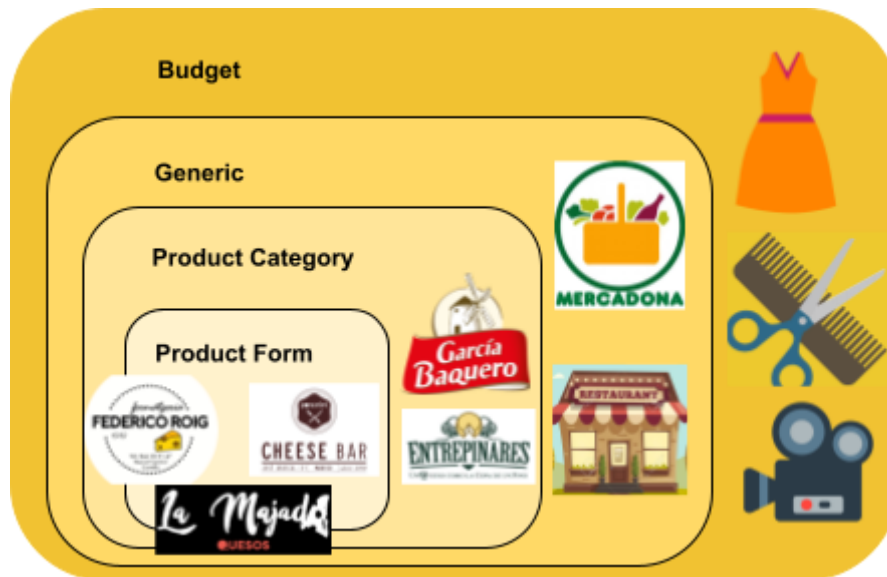 Budget
Generic
MERCADONA
Product Category
García
Baquero
Product Form
RESTAURANT
FEDERICO ROIG
CHEESE BAR
ENTREPINARES
La Majada
QUESOS